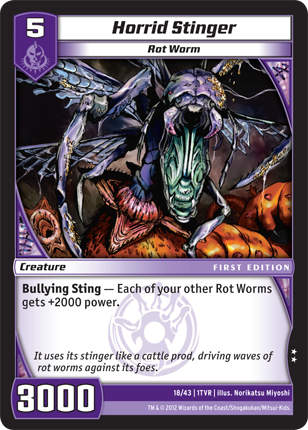 5
Horrid Stinger
Rot Worm
Creature
FIRST EDITION
Bullying Sting — Each of your other Rot Worms
gets +2000 power.
It uses its stinger like a cattle prod, driving waves of
rot worms against its foes.
3000
18/43 | 1TVR | illus. Norikatsu Miyoshi
TM & © 2012 Wizards of the Coast/Shogakukan/Mitsui-Kids.